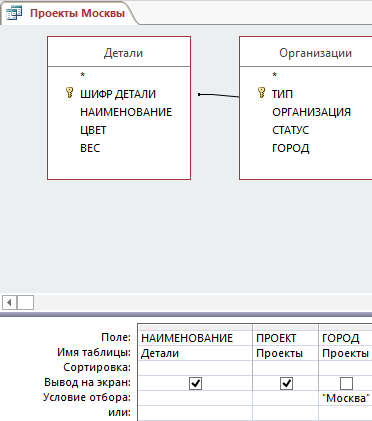 Проекты Москвы
Детали Организации
* *
ШИФР ДЕТАЛИ ТИП
НАИМЕНОВАНИЕ ОРГАНИЗАЦИЯ
ЦВЕТ СТАТУС
ВЕС ГОРОД
Поле: НАИМЕНОВАНИЕ ПРОЕКТ ГОРОД
Имя таблицы: Детали Проекты Проекты
Сортировка:
Вывод на экран:
Условие отбора: "Москва"
или: